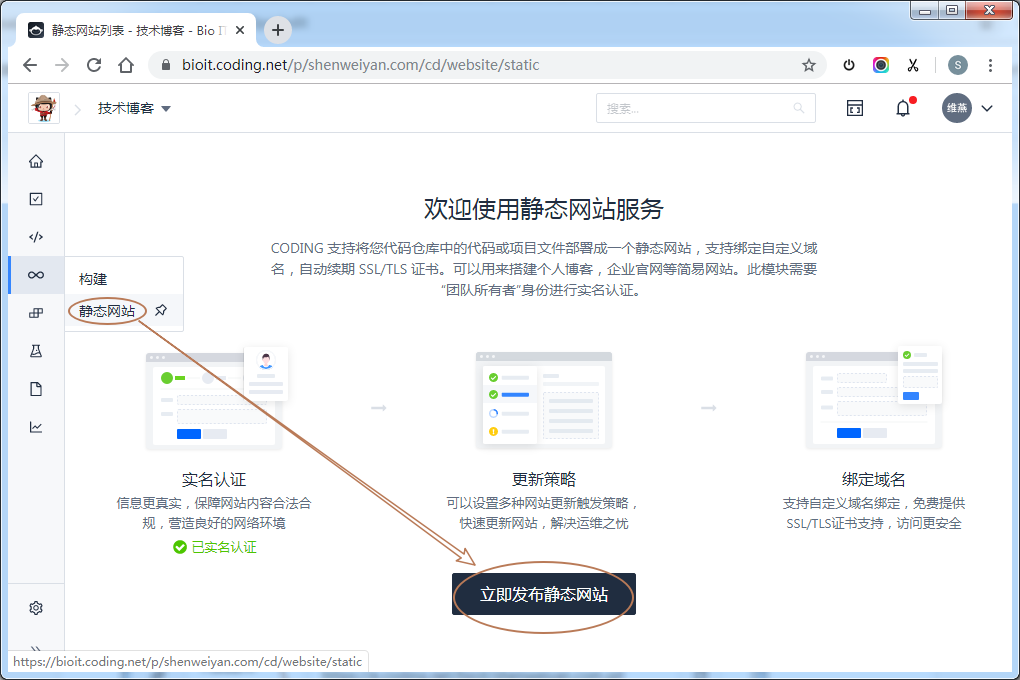 静态网站列表 - 技术博客 - Bio IT
bioit.coding.net/p/shenweiyan.com/cd/website/static
S
技术博客
搜索...
维燕
构建
静态网站
欢迎使用静态网站服务
CODING 支持将您代码仓库中的代码或项目文件部署成一个静态网站，支持绑定自定义域
名，自动续期 SSL/TLS 证书。可以用来搭建个人博客，企业官网等简易网站。此模块需要
“团队所有者”身份进行实名认证。
实名认证
信息更真实，保障网站内容合法合
规，营造良好的网络环境
已实名认证
更新策略
可以设置多种网站更新触发策略，
快速更新网站，解决运维之忧
绑定域名
支持自定义域名绑定，免费提供
SSL/TLS证书支持，访问更安全
立即发布静态网站
https://bioit.coding.net/p/shenweiyan.com/cd/website/static